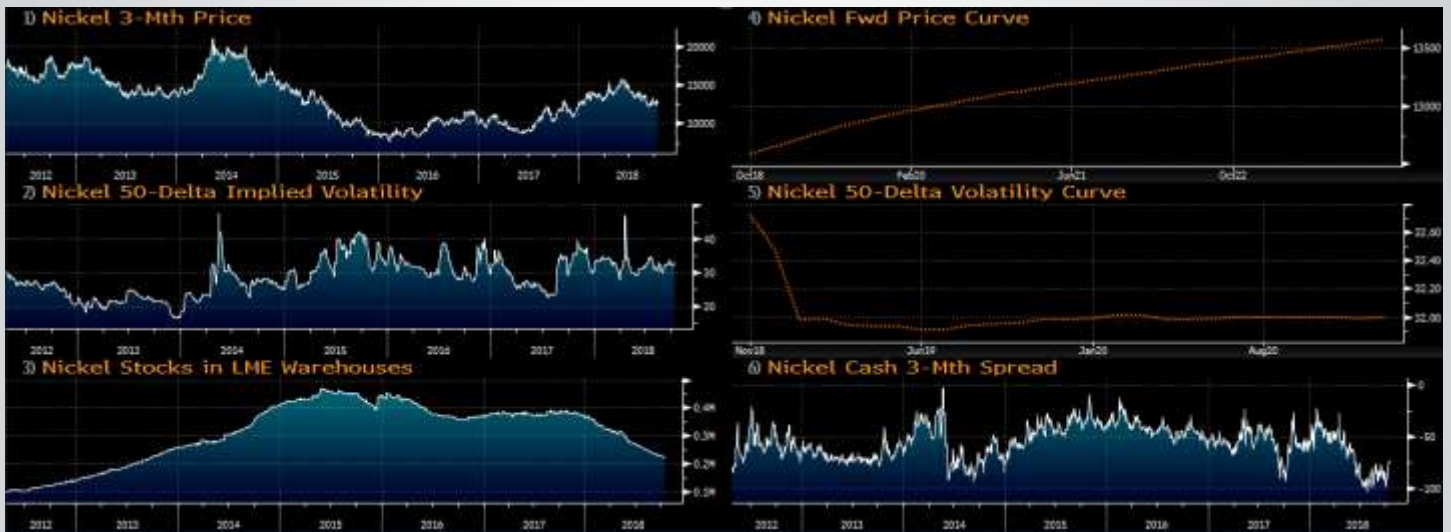 1) Nickel 3-Mth Price
20000
15000
10000
2012 2013 2014 2015 2016 2017 2018
2) Nickel 50-Delta Implied Volatility
40
30
20
2012 2013 2014 2015 2016 2017 2018
3) Nickel Stocks in LME Warehouses
0.4M
0.3M
0.2M
0.1M
2012 2013 2014 2015 2016 2017 2018
4) Nickel Fwd Price Curve
13500
13000
Oct18 Feb20 Jun21 Oct22
5) Nickel 50-Delta Volatility Curve
32.60
32.40
32.20
32.00
Nov18 Jun19 Jan20 Aug20
6) Nickel Cash 3-Mth Spread
0
-50
-100
2012 2013 2014 2015 2016 2017 2018